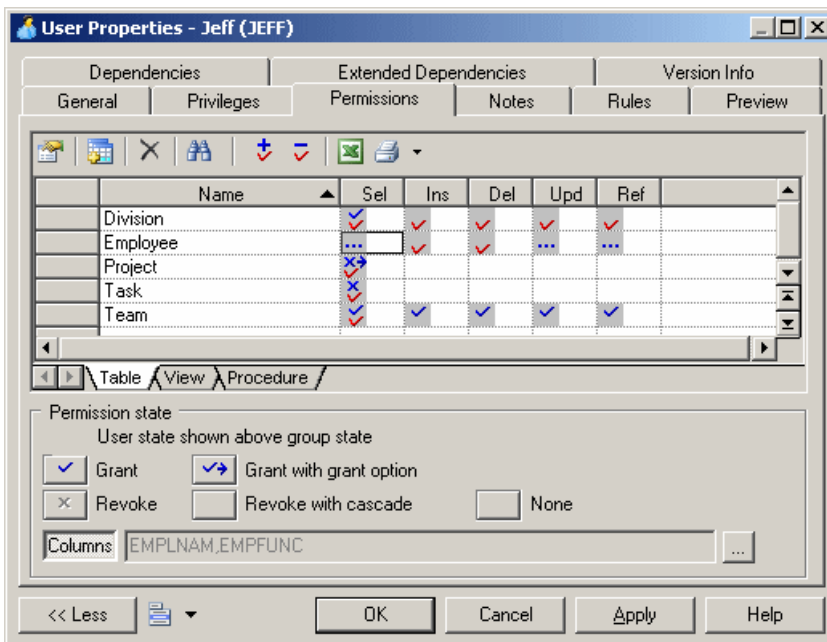 User Properties - Jeff (JEFF)
Dependencies Extended Dependencies Version Info
General Privileges Permissions Notes Rules Preview
Name Sel Ins Del Upd Ref
Division
Employee ... ... ...
Project
Task
Team
Table View Procedure
Permission state
User state shown above group state
Grant Grant with grant option
Revoke Revoke with cascade None
Columns EMPLNAM,EMPFUNC ...
<< Less OK Cancel Apply Help